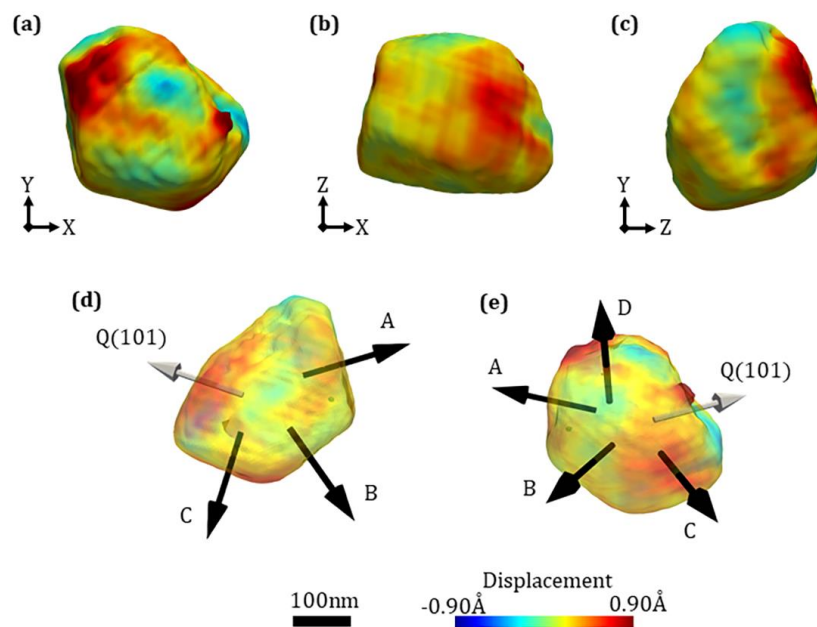 (a) (b) (c)
Y Z Y
X X Z
(d) (e)
D
A
Q(101) A Q(101)
B B
C C
Displacement
100nm -0.90Å 0.90Å